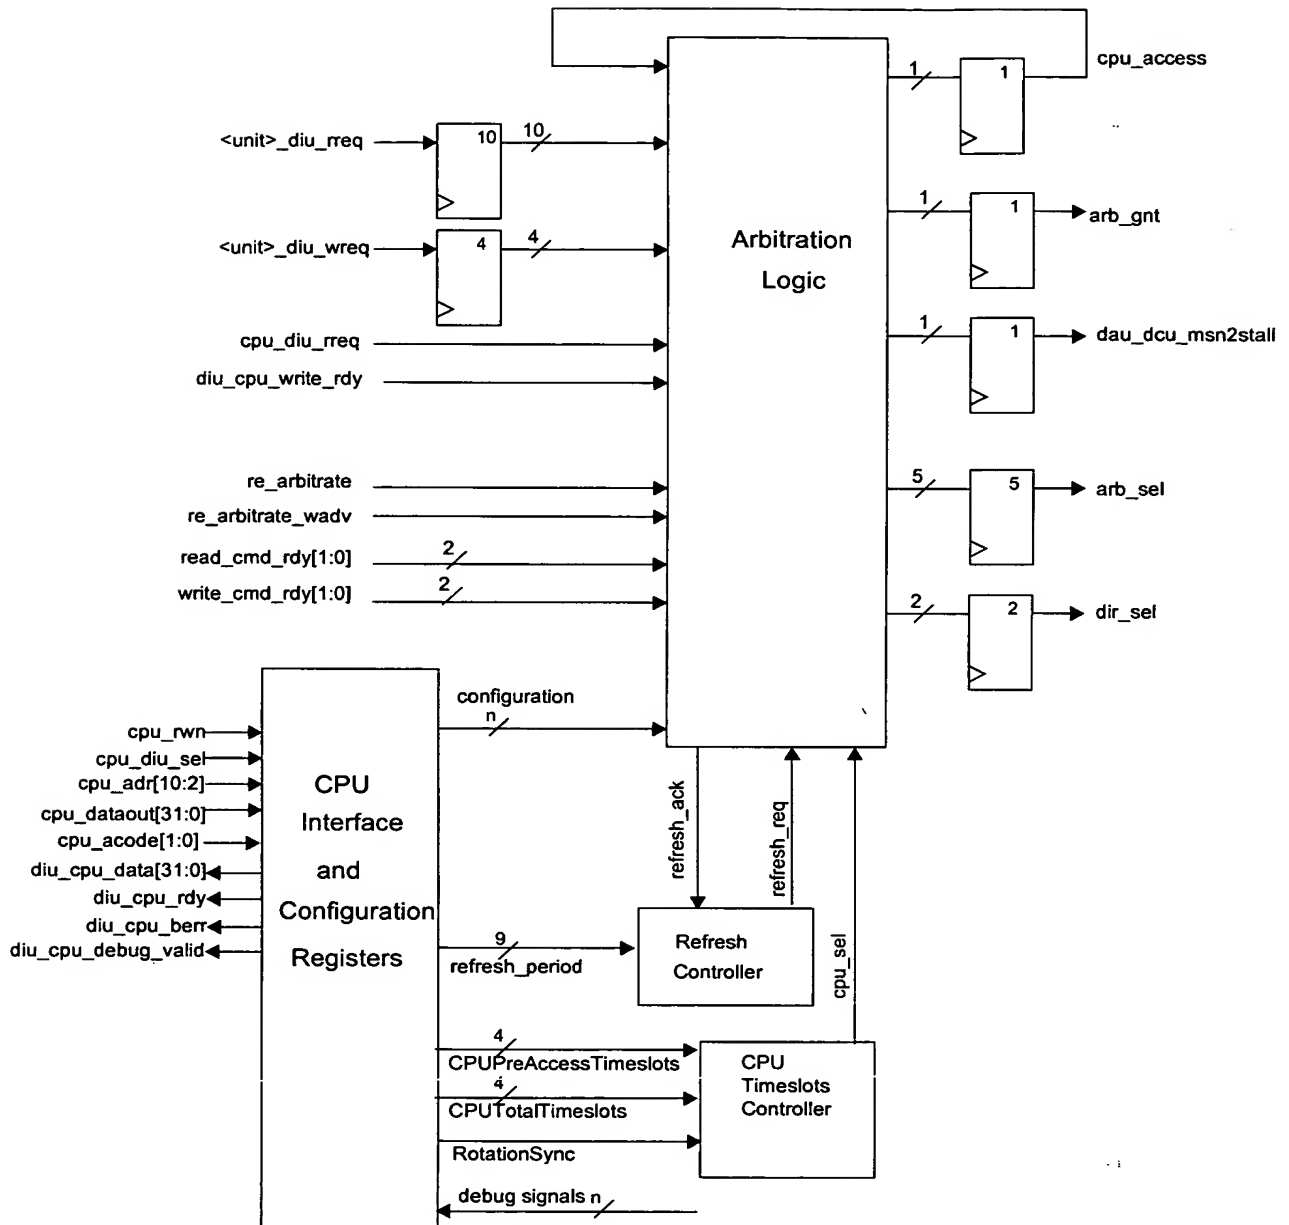 cpu_access
1
1
<unit>_diu_rreq
10
10
<unit>_diu_wreq
4
4
1
1
arb_gnt
Arbitration
Logic
cpu_diu_rreq
diu_cpu_write_rdy
1
1
dau_dcu_msn2stall
re_arbitrate
re_arbitrate_wadv
read_cmd_rdy[1:0]
2
write_cmd_rdy[1:0]
2
5
5
arb_sel
2
2
dir_sel
configuration
n
cpu_rwn
cpu_diu_sel
cpu_adr[10:2]
cpu_dataout[31:0]
cpu_acode[1:0]
diu_cpu_data[31:0]
diu_cpu_rdy
diu_cpu_berr
diu_cpu_debug_valid
CPU
Interface
and
Configuration
Registers
refresh_ack
refresh_req
cpu_sel
9
refresh_period
Refresh
Controller
4
CPUPreAccessTimeslots
4
CPUTotalTimeslots
RotationSync
CPU
Timeslots
Controller
debug signals n